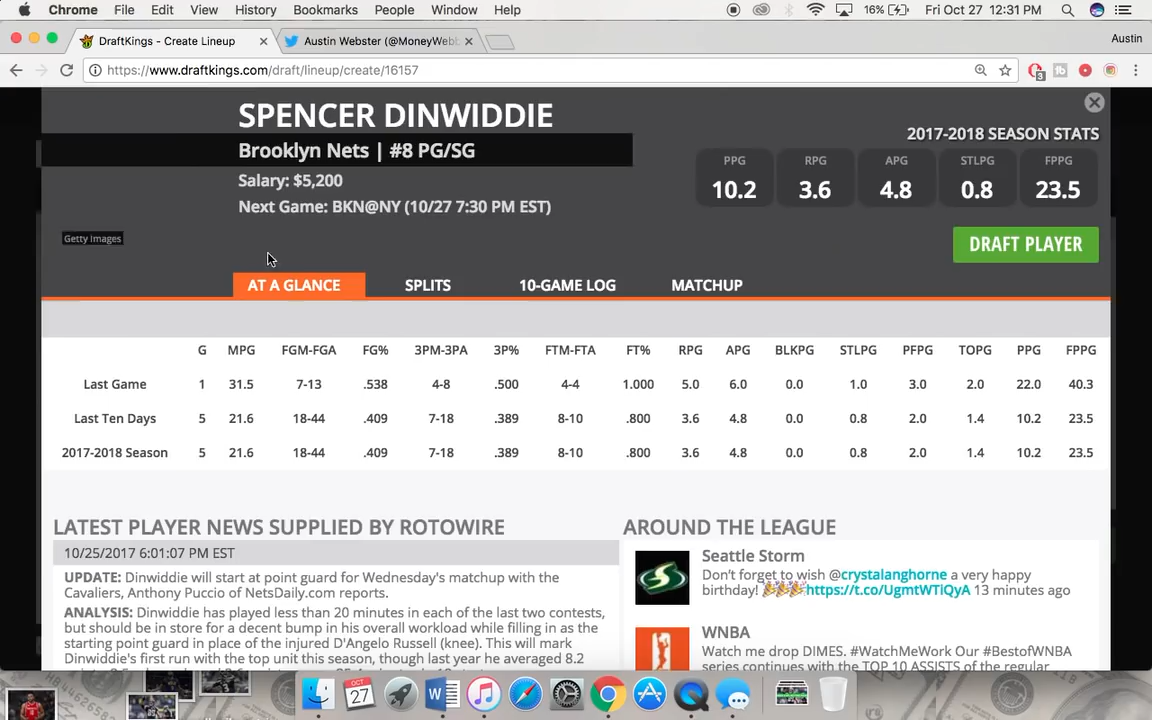 Chrome File Edit View History Bookmarks People Window Help 16% Fri Oct 27 12:31 PM
DraftKings - Create Lineup Austin Webster (@MoneyWebb Austin
https://www.draftkings.com/draft/lineup/create/16157 3
SPENCER DINWIDDIE
Brooklyn Nets | #8 PG/SG
Salary: $5,200
Next Game: BKN@NY (10/27 7:30 PM EST)
2017-2018 SEASON STATS
PPG RPG APG STLPG FPPG
10.2 3.6 4.8 0.8 23.5
Getty Images
DRAFT PLAYER
AT A GLANCE SPLITS 10-GAME LOG MATCHUP
G MPG FGM-FGA FG% 3PM-3PA 3P% FTM-FTA FT% RPG APG BLKPG STLPG PFPG TOPG PPG FPPG
Last Game 1 31.5 7-13 .538 4-8 .500 4-4 1.000 5.0 6.0 0.0 1.0 3.0 2.0 22.0 40.3
Last Ten Days 5 21.6 18-44 .409 7-18 .389 8-10 .800 3.6 4.8 0.0 0.8 2.0 1.4 10.2 23.5
2017-2018 Season 5 21.6 18-44 .409 7-18 .389 8-10 .800 3.6 4.8 0.0 0.8 2.0 1.4 10.2 23.5
LATEST PLAYER NEWS SUPPLIED BY ROTOWIRE
10/25/2017 6:01:07 PM EST
UPDATE: Dinwiddie will start at point guard for Wednesday's matchup with the
Cavaliers, Anthony Puccio of NetsDaily.com reports.
ANALYSIS: Dinwiddie has played less than 20 minutes in each of the last two contests,
but should be in store for a decent bump in his overall workload while filling in as the
starting point guard in place of the injured D'Angelo Russell (knee). This will mark
Dinwiddie's first run with the top unit this season, though last year he averaged 8.2
AROUND THE LEAGUE
Seattle Storm
Don't forget to wish @crystalanghorne a very happy
birthday! 🎉🎉🎉https://t.co/UgmtWTiQyA 13 minutes ago
WNBA
Watch me drop DIMES. #WatchMeWork Our #BestofWNBA
series continues with the TOP 10 ASSISTS of the regular
OCT
27